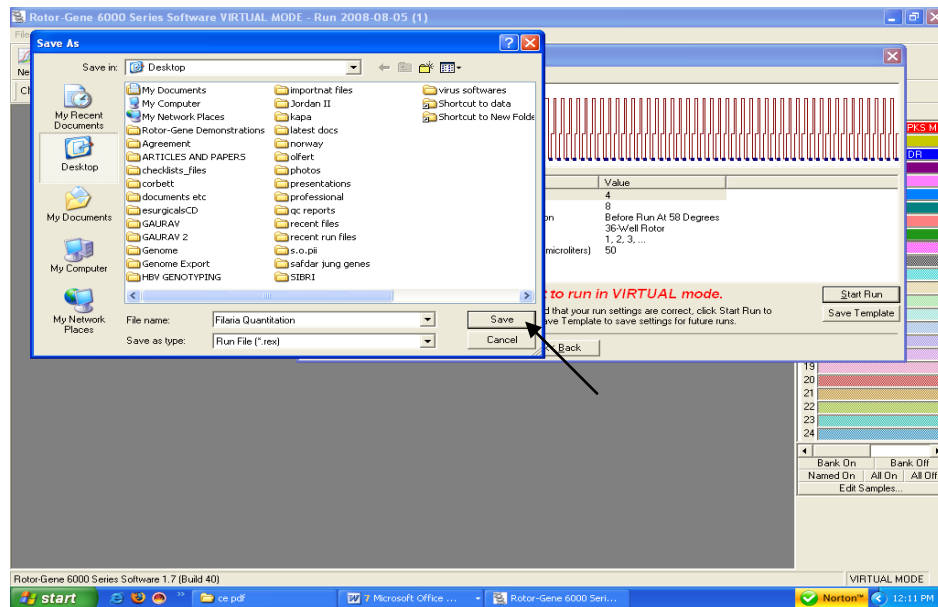 Rotor-Gene 6000 Series Software VIRTUAL MODE - Run 2008-08-05 (1)
File
Ne
Ch
Save As
Save in:
Desktop
My Recent Documents
Desktop
My Documents
My Computer
My Network Places
My Documents
My Computer
My Network Places
Rotor-Gene Demonstrations
Agreement
ARTICLES AND PAPERS
checklists_files
corbett
documents etc
esurgicalsCD
GAURAV
GAURAV 2
Genome
Genome Export
HBV GENOTYPING
importnat files
Jordan II
kapa
latest docs
norway
olfert
photos
presentations
professional
qc reports
recent files
recent run files
s.o.pii
safdar jung genes
SIBRI
virus softwares
Shortcut to data
Shortcut to New Folde
File name:
Filaria Quantitation
Save
Save as type:
Run File (*.rex)
Cancel
Value
4
8
on Before Run At 58 Degrees
36-Well Rotor
1, 2, 3, ...
microliters) 50
t to run in VIRTUAL mode.
d that your run settings are correct, click Start Run to
ave Template to save settings for future runs.
Start Run
Save Template
<< Back
PKS M
DR
19
20
21
22
23
24
Bank On Bank Off
Named On All On All Off
Edit Samples...
Rotor-Gene 6000 Series Software 1.7 (Build 40)
VIRTUAL MODE
start
ce pdf
7 Microsoft Office ...
Rotor-Gene 6000 Seri...
Norton™
12:11 PM